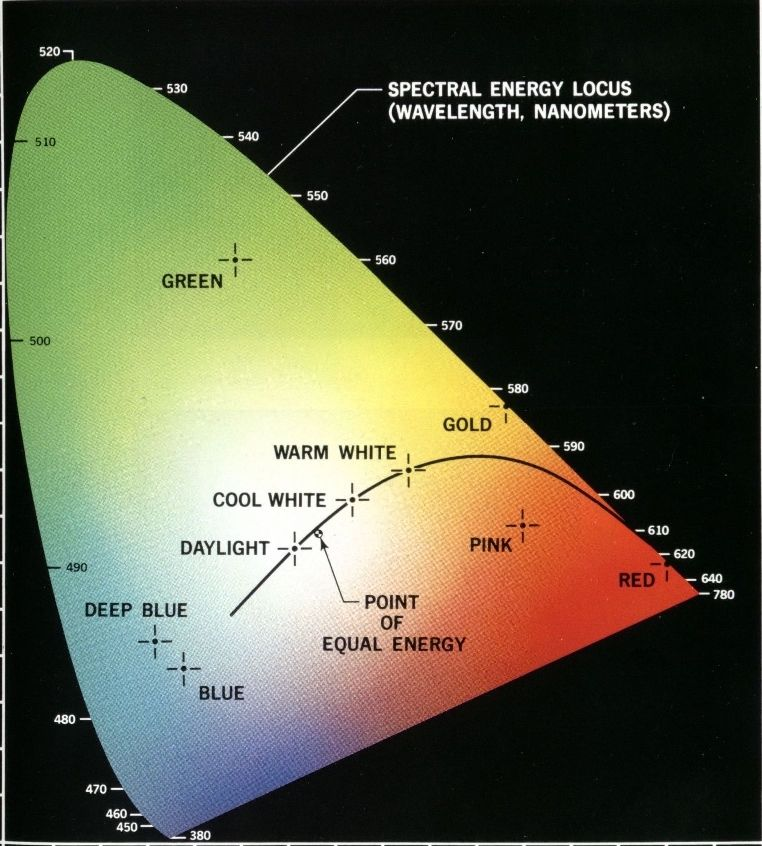 520
530
SPECTRAL ENERGY LOCUS
(WAVELENGTH, NANOMETERS)
510
540
550
560
GREEN
570
500
580
GOLD
590
WARM WHITE
600
COOL WHITE
610
DAYLIGHT
PINK
620
490
RED
640
780
DEEP BLUE
POINT
OF
EQUAL ENERGY
BLUE
480
470
460
450
380